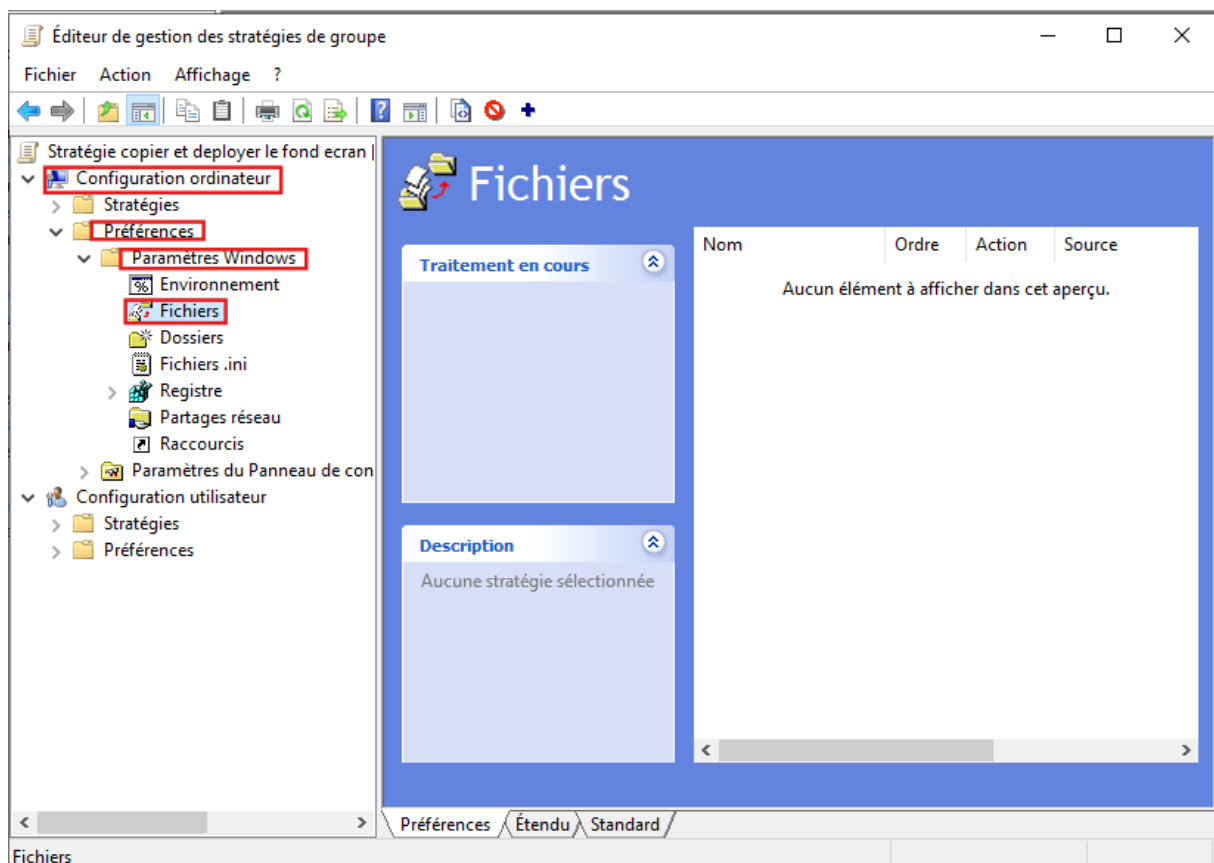 Éditeur de gestion des stratégies de groupe
Fichier Action Affichage ?
Stratégie copier et deployer le fond ecran
Configuration ordinateur
Stratégies
Préférences
Paramètres Windows
Environnement
Fichiers
Dossiers
Fichiers .ini
Registre
Partages réseau
Raccourcis
Paramètres du Panneau de con
Configuration utilisateur
Stratégies
Préférences
Fichiers
Traitement en cours
Description
Aucune stratégie sélectionnée
Nom Ordre Action Source
Aucun élément à afficher dans cet aperçu.
Préférences Étendu Standard
Fichiers